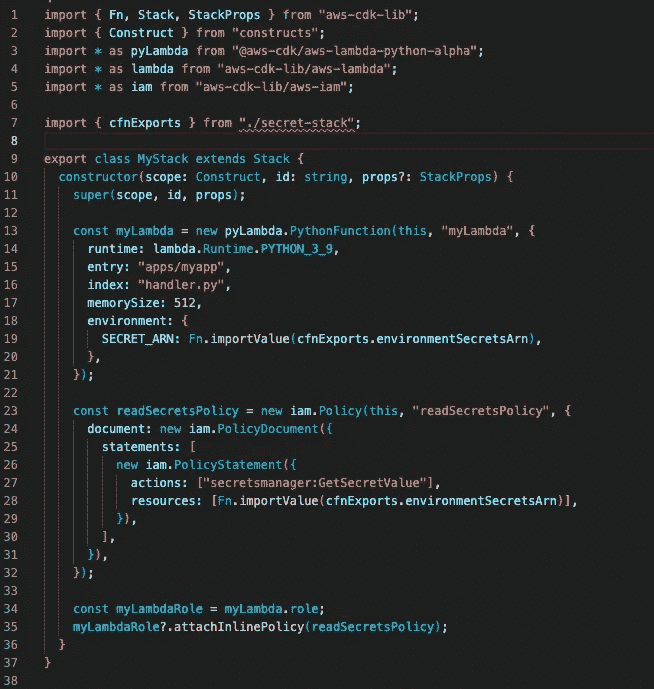 1 import { Fn, Stack, StackProps } from "aws-cdk-lib";
2 import { Construct } from "constructs";
3 import * as pyLambda from "@aws-cdk/aws-lambda-python-alpha";
4 import * as lambda from "aws-cdk-lib/aws-lambda";
5 import * as iam from "aws-cdk-lib/aws-iam";
6
7 import { cfnExports } from "./secret-stack";
8
9 export class MyStack extends Stack {
10   constructor(scope: Construct, id: string, props?: StackProps) {
11     super(scope, id, props);
12
13     const myLambda = new pyLambda.PythonFunction(this, "myLambda", {
14       runtime: lambda.Runtime.PYTHON_3_9,
15       entry: "apps/myapp",
16       index: "handler.py",
17       memorySize: 512,
18       environment: {
19         SECRET_ARN: Fn.importValue(cfnExports.environmentSecretsArn),
20       },
21     });
22
23     const readSecretsPolicy = new iam.Policy(this, "readSecretsPolicy", {
24       document: new iam.PolicyDocument({
25         statements: [
26           new iam.PolicyStatement({
27             actions: ["secretsmanager:GetSecretValue"],
28             resources: [Fn.importValue(cfnExports.environmentSecretsArn)],
29           }),
30         ],
31       }),
32     });
33
34     const myLambdaRole = myLambda.role;
35     myLambdaRole?.attachInlinePolicy(readSecretsPolicy);
36   }
37 }
38